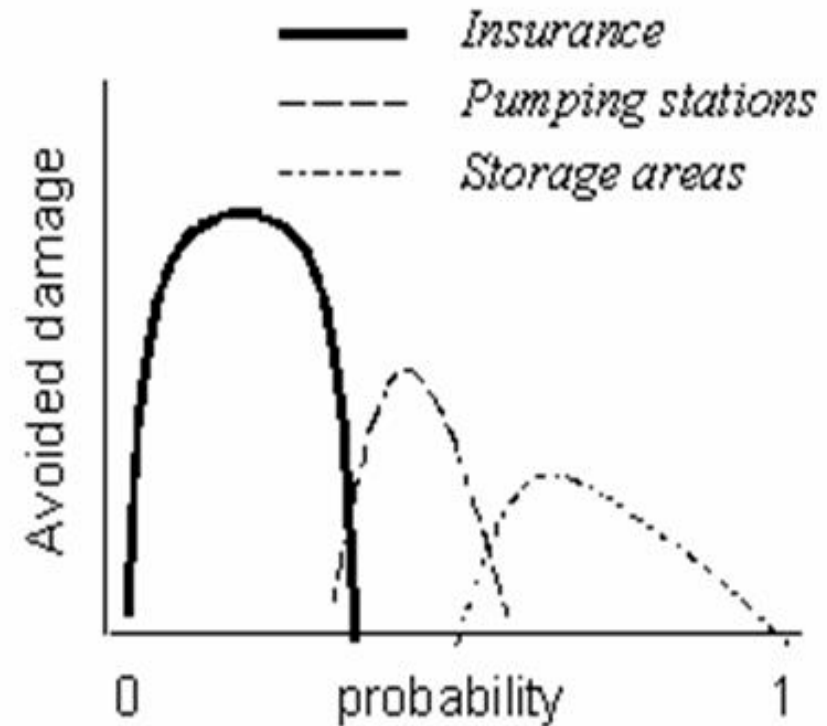 Insurance
Pumping stations
Storage areas
Avoided damage
0 probability 1